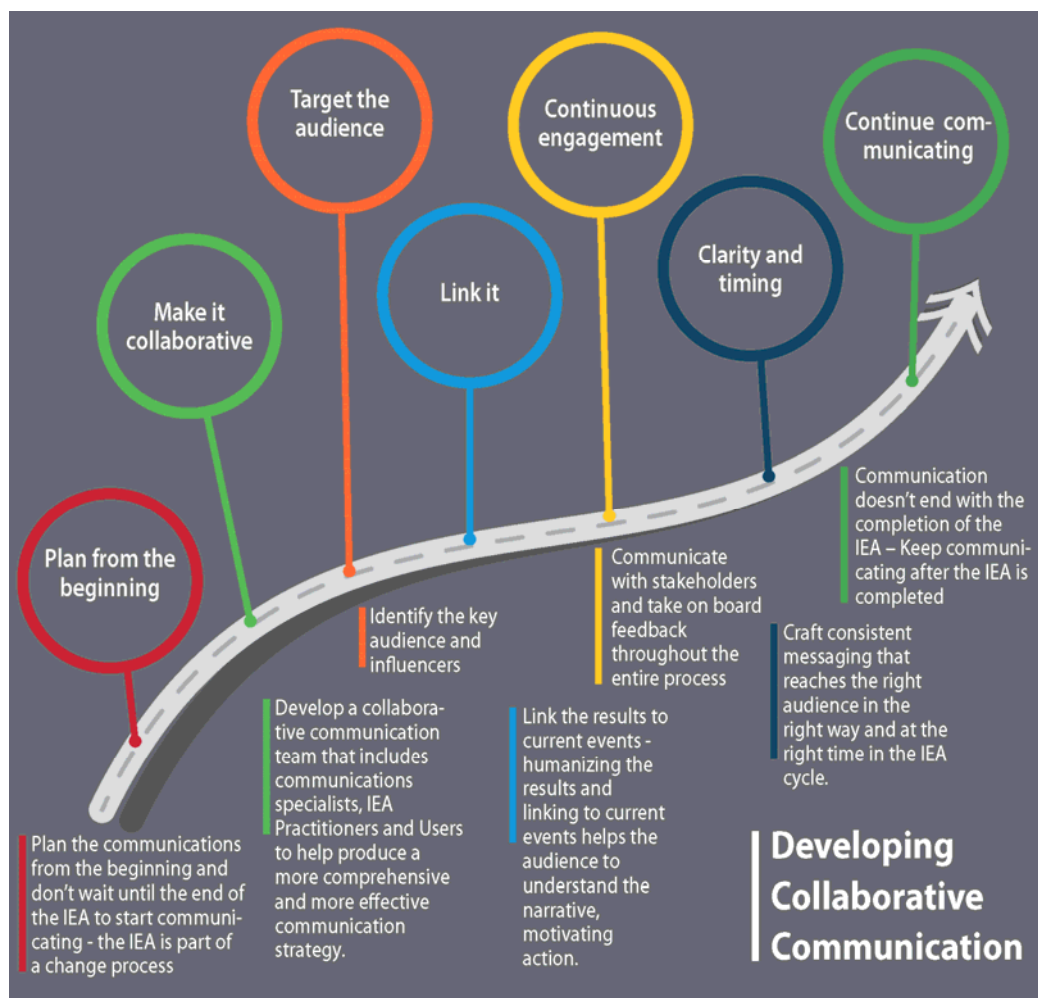 Plan from the
beginning
Plan the communications
from the beginning and
don't wait until the end of
the IEA to start communi-
cating - the IEA is part of
a change process
Make it
collaborative
Develop a collabora-
tive communication
team that includes
communications
specialists, IEA
Practitioners and Users
to help produce a
more comprehensive
and more effective
communication
strategy.
Target the
audience
Identify the key
audience and
influencers
Link it
Link the results to
current events -
humanizing the
results and
linking to current
events helps the
audience to
understand the
narrative,
motivating
action.
Continuous
engagement
Communicate
with stakeholders
and take on board
feedback
throughout the
entire process
Clarity and
timing
Craft consistent
messaging that
reaches the right
audience in the
right way and at the
right time in the IEA
cycle.
Continue com-
municating
Communication
doesn't end with the
completion of the
IEA – Keep communi-
cating after the IEA is
completed
Developing
Collaborative
Communication